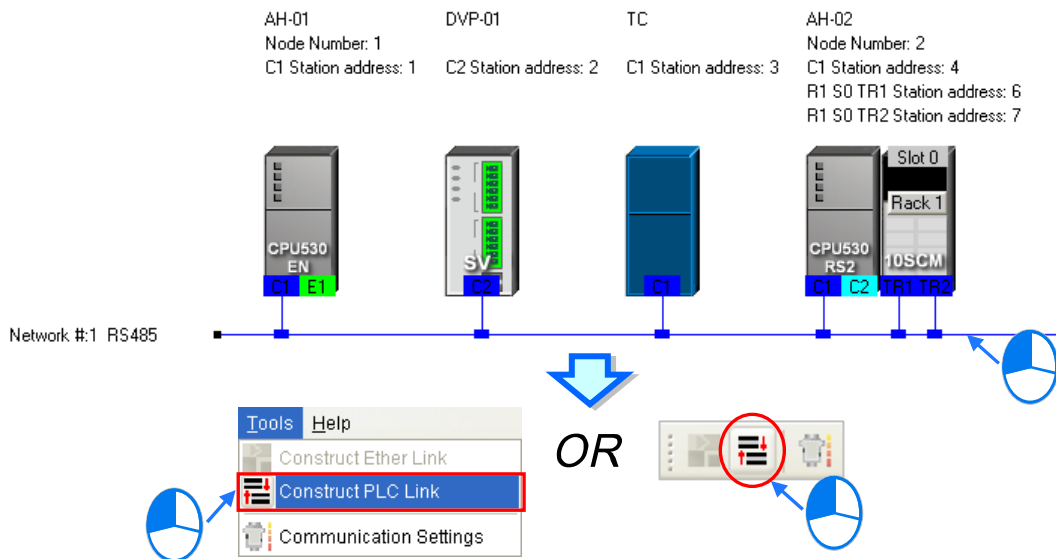 AH-01
Node Number: 1
C1 Station address: 1
DVP-01
C2 Station address: 2
TC
C1 Station address: 3
AH-02
Node Number: 2
C1 Station address: 4
R1 S0 TR1 Station address: 6
R1 S0 TR2 Station address: 7
CPU530
EN
C1 E1
SV
C2
C1
CPU530
RS2
C1 C2
Slot 0
Rack 1
10SCM
TR1 TR2
Network #:1 RS485
Tools Help
Construct Ether Link
Construct PLC Link
Communication Settings
OR